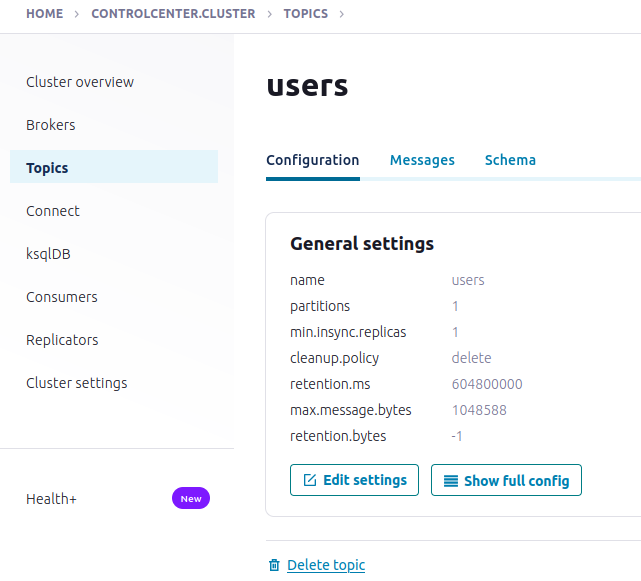 HOME > CONTROLCENTER.CLUSTER > TOPICS >
Cluster overview
Brokers
Topics
Connect
ksqlDB
Consumers
Replicators
Cluster settings
Health+ New
users
Configuration Messages Schema
General settings
name users
partitions 1
min.insync.replicas 1
cleanup.policy delete
retention.ms 604800000
max.message.bytes 1048588
retention.bytes -1
Edit settings Show full config
Delete topic